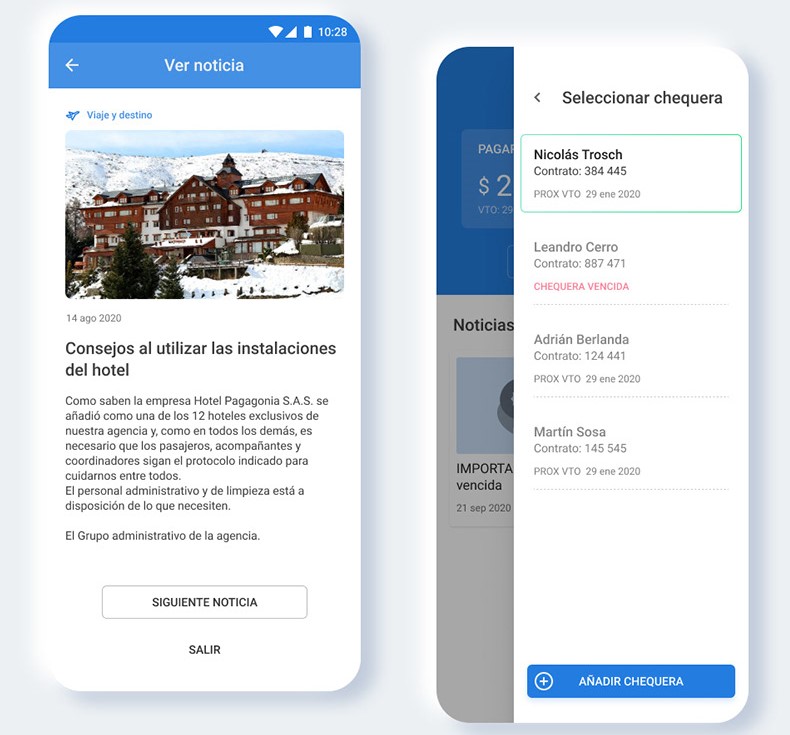 10:28
Ver noticia
Viaje y destino
14 ago 2020
Consejos al utilizar las instalaciones
del hotel
Como saben la empresa Hotel Pagagonia S.A.S. se
añadió como una de los 12 hoteles exclusivos de
nuestra agencia y, como en todos los demás, es
necesario que los pasajeros, acompañantes y
coordinadores sigan el protocolo indicado para
cuidarnos entre todos.
El personal administrativo y de limpieza está a
disposición de lo que necesiten.
El Grupo administrativo de la agencia.
SIGUIENTE NOTICIA
SALIR
PAGAR
$ 2
VTO: 29
Noticias
IMPORTA
vencida
21 sep 2020
Seleccionar chequera
Nicolás Trosch
Contrato: 384 445
PROX VTO 29 ene 2020
Leandro Cerro
Contrato: 887 471
CHEQUERA VENCIDA
Adrián Berlanda
Contrato: 124 441
PROX VTO 29 ene 2020
Martín Sosa
Contrato: 145 545
PROX VTO 29 ene 2020
AÑADIR CHEQUERA